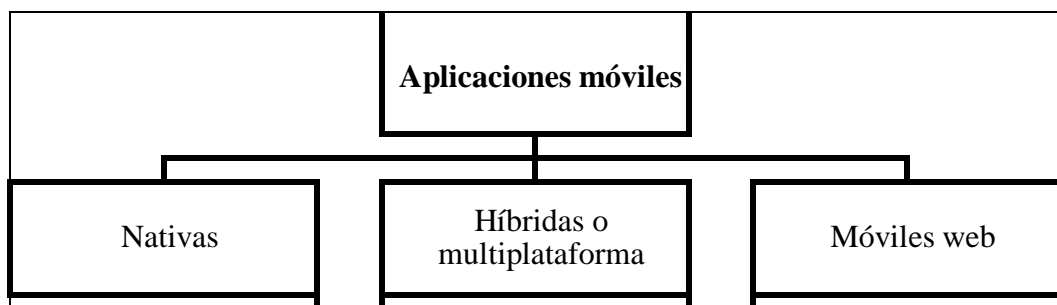 Aplicaciones móviles
Nativas
Híbridas o
multiplataforma
Móviles web